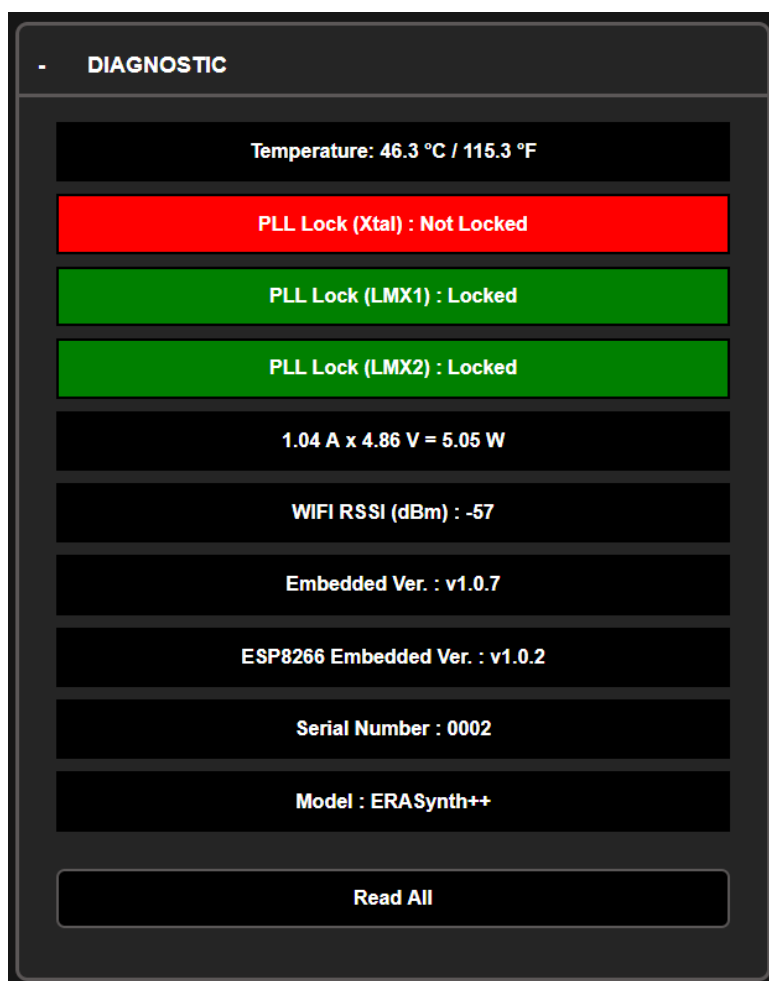 - DIAGNOSTIC
Temperature: 46.3 °C / 115.3 °F
PLL Lock (Xtal) : Not Locked
PLL Lock (LMX1) : Locked
PLL Lock (LMX2) : Locked
1.04 A x 4.86 V = 5.05 W
WIFI RSSI (dBm) : -57
Embedded Ver. : v1.0.7
ESP8266 Embedded Ver. : v1.0.2
Serial Number : 0002
Model : ERASynth++
Read All